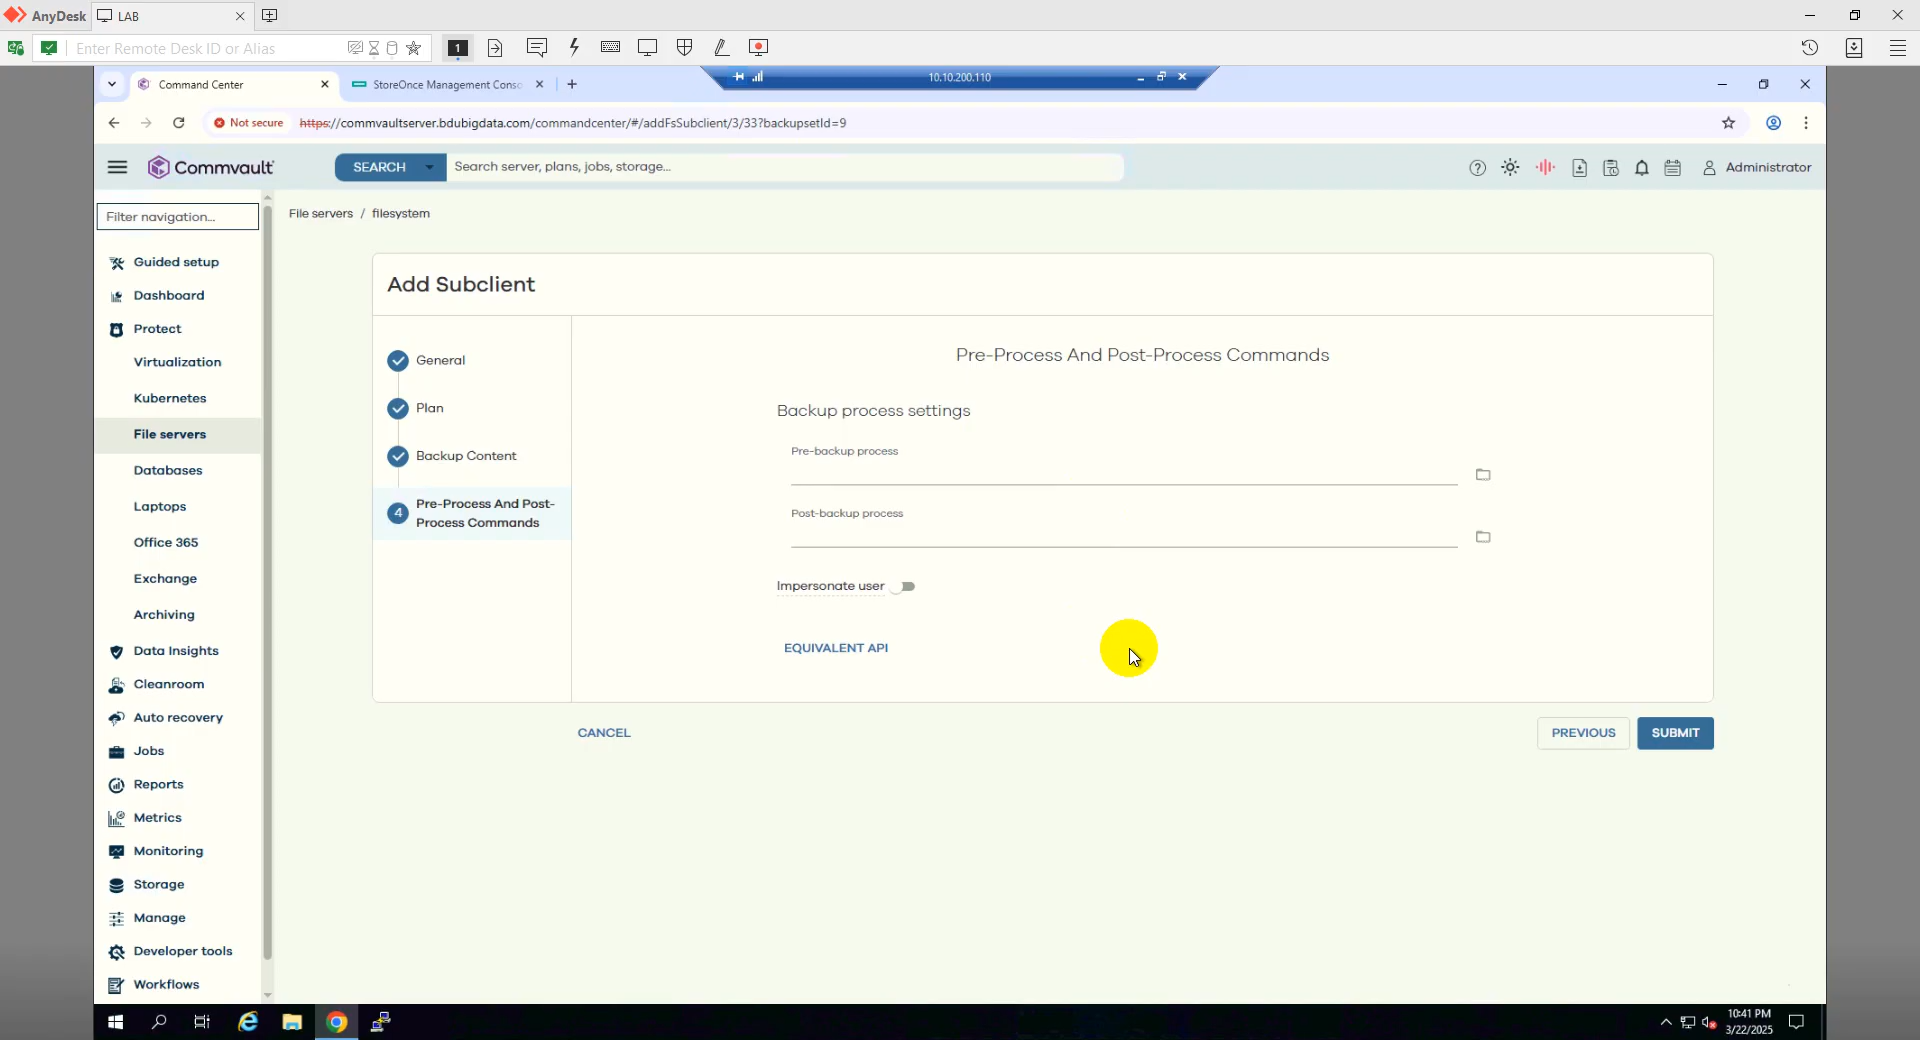 AnyDesk
LAB
Enter Remote Desk ID or Alias
1
Command Center
StoreOnce Management Conso
10.10.200.110
Not secure
https://commvaultserver.bdubigdata.com/commandcenter/#/addFsSubclient/3/33?backupsetId=9
Commvault
SEARCH
Search server, plans, jobs, storage...
Administrator
Filter navigation...
File servers / filesystem
Guided setup
Dashboard
Protect
Virtualization
Kubernetes
File servers
Databases
Laptops
Office 365
Exchange
Archiving
Data Insights
Cleanroom
Auto recovery
Jobs
Reports
Metrics
Monitoring
Storage
Manage
Developer tools
Workflows
Add Subclient
General
Plan
Backup Content
4
Pre-Process And Post-
Process Commands
Pre-Process And Post-Process Commands
Backup process settings
Pre-backup process
Post-backup process
Impersonate user
EQUIVALENT API
CANCEL
PREVIOUS
SUBMIT
10:41 PM
3/22/2025